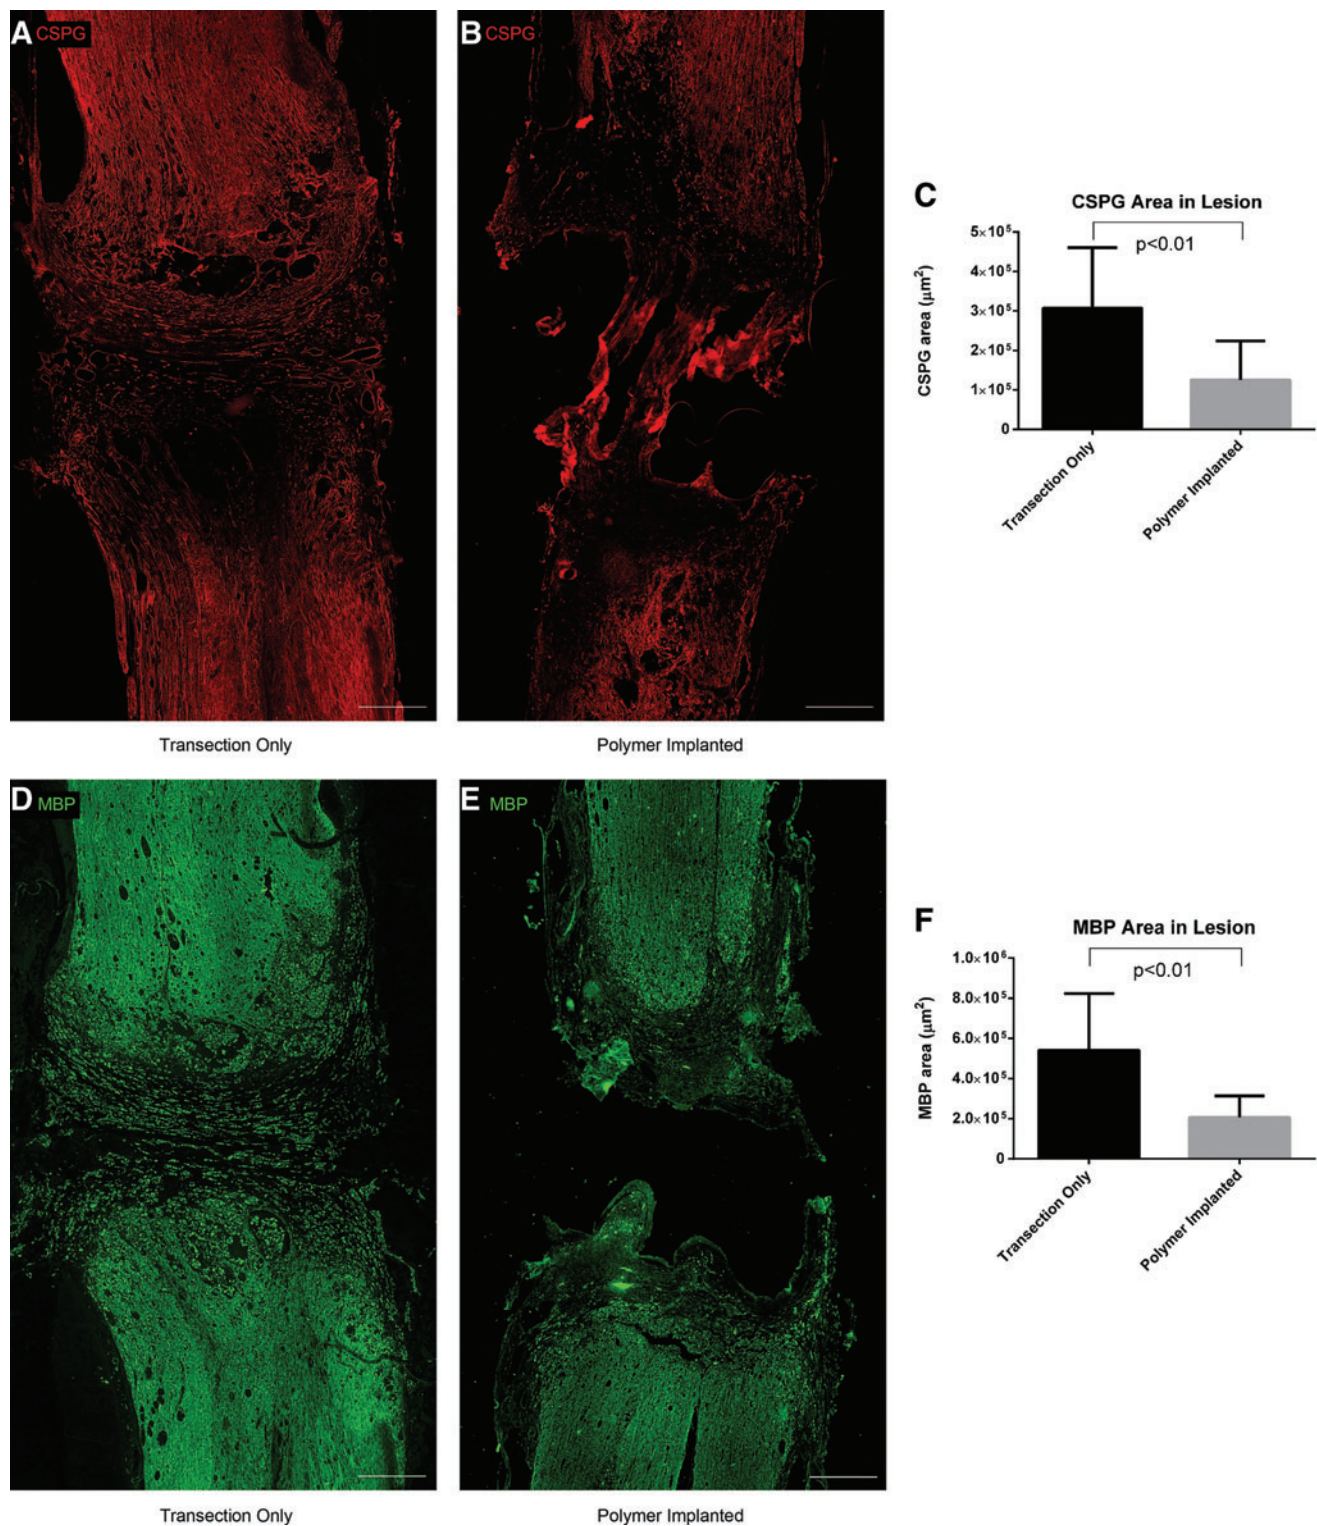 A CSPG
B CSPG
Transection Only
Polymer Implanted
C
CSPG Area in Lesion
p<0.01
CSPG area (μm²)
5×10⁵
4×10⁵
3×10⁵
2×10⁵
1×10⁵
0
Transection Only
Polymer Implanted
D MBP
E MBP
Transection Only
Polymer Implanted
F
MBP Area in Lesion
p<0.01
MBP area (μm²)
1.0×10⁶
8.0×10⁵
6.0×10⁵
4.0×10⁵
2.0×10⁵
0
Transection Only
Polymer Implanted